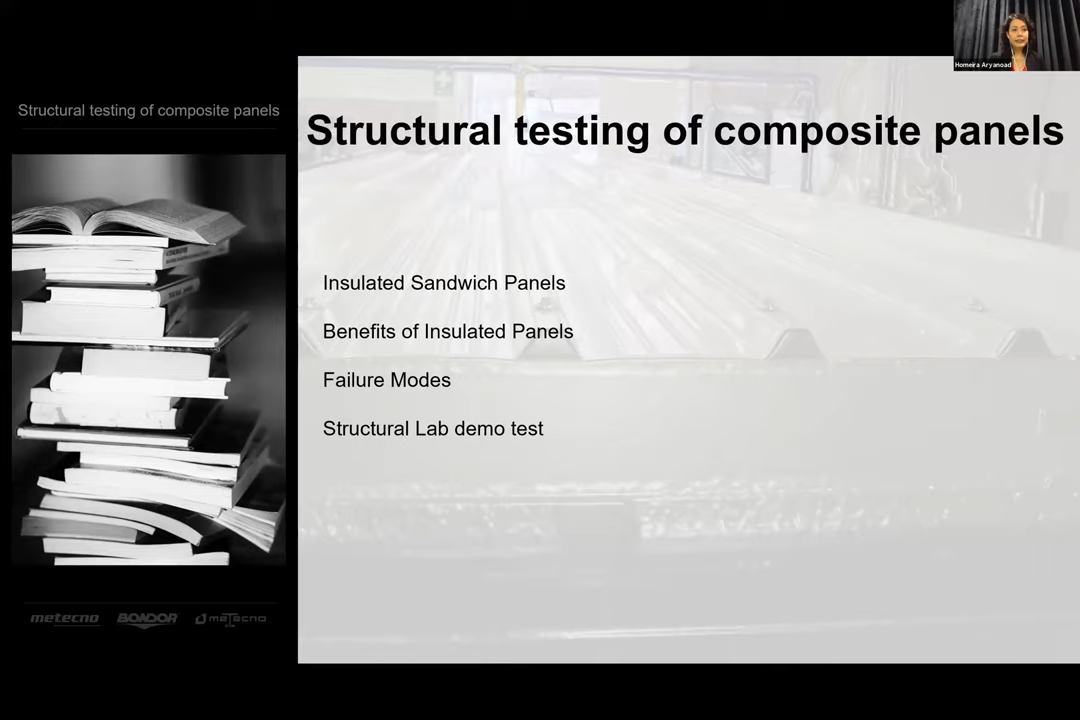 Homeira Aryanoad
Structural testing of composite panels
Structural testing of composite panels
Insulated Sandwich Panels
Benefits of Insulated Panels
Failure Modes
Structural Lab demo test
metecno
BONDOR
metecno